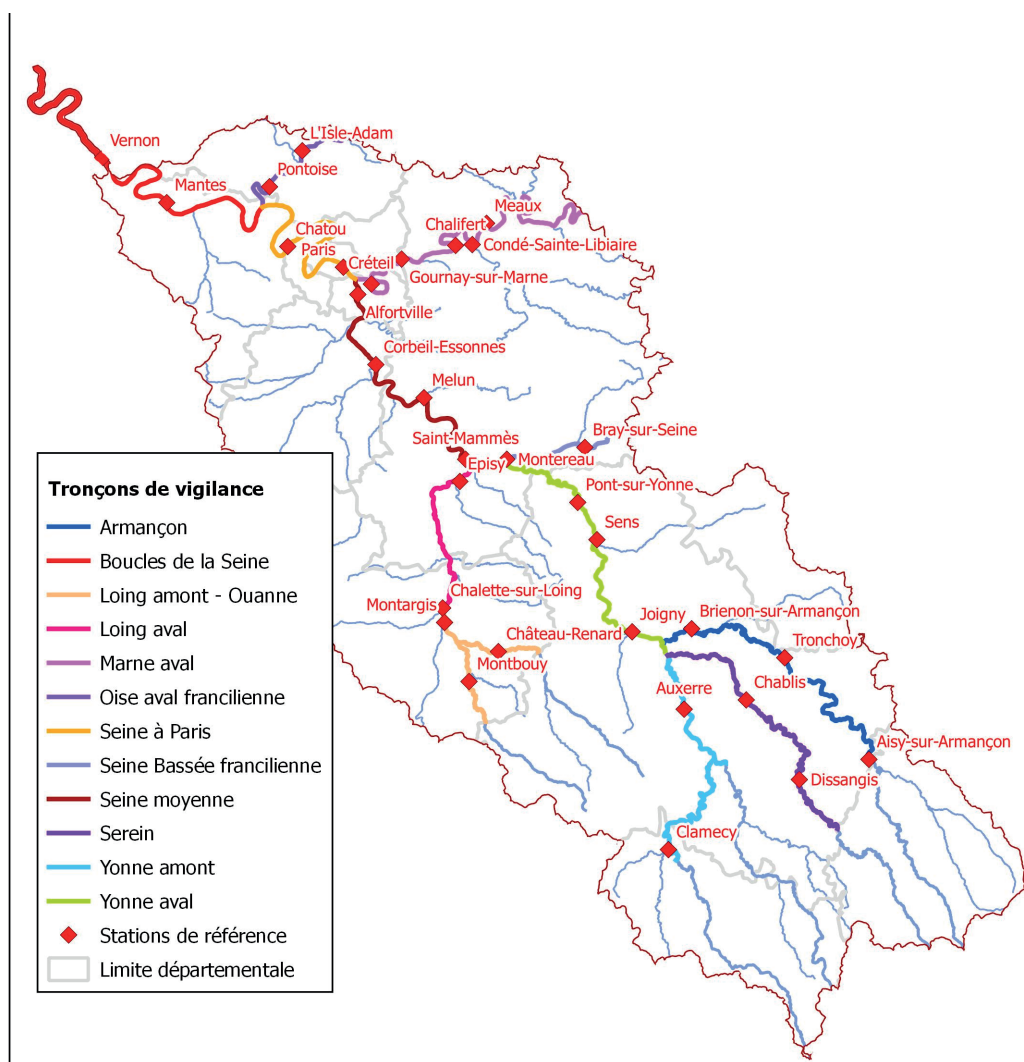 L'Isle-Adam
Vernon
Pontoise
Mantes
Meaux
Chatou
Chalifert
Condé-Sainte-Libiaire
Paris
Créteil
Gournay-sur-Marne
Alfortville
Corbeil-Essonnes
Melun
Bray-sur-Seine
Saint-Mammès
Montereau
Episy
Pont-sur-Yonne
Sens
Chalette-sur-Loing
Montargis
Joigny
Brienon-sur-Armançon
Château-Renard
Tronchoy
Montbouy
Chablis
Auxerre
Aisy-sur-Armançon
Dissangis
Clamecy
Tronçons de vigilance
Armançon
Boucles de la Seine
Loing amont - Ouanne
Loing aval
Marne aval
Oise aval francilienne
Seine à Paris
Seine Bassée francilienne
Seine moyenne
Serein
Yonne amont
Yonne aval
Stations de référence
Limite départementale